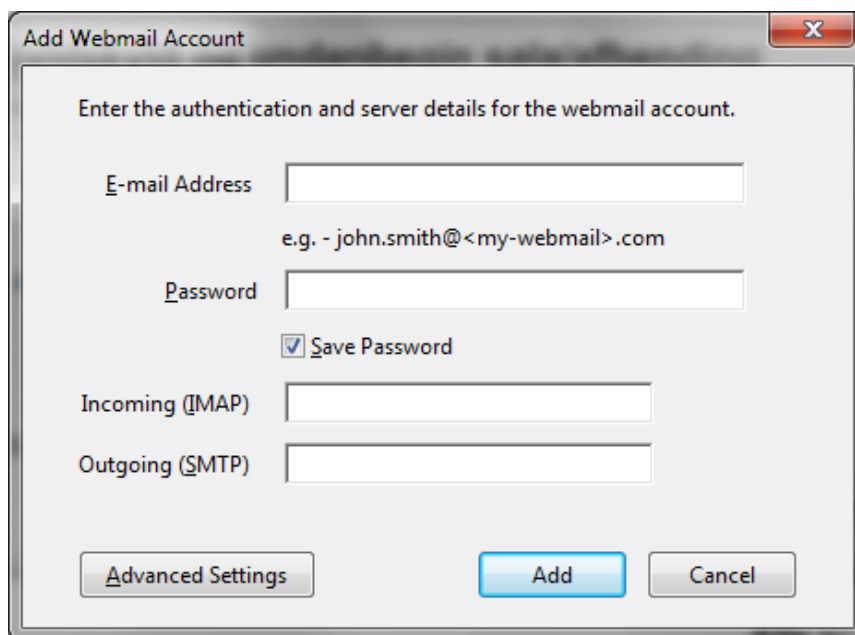 Add Webmail Account
Enter the authentication and server details for the webmail account.
E-mail Address
e.g. - john.smith@<my-webmail>.com
Password
Save Password
Incoming (IMAP)
Outgoing (SMTP)
Advanced Settings Add Cancel